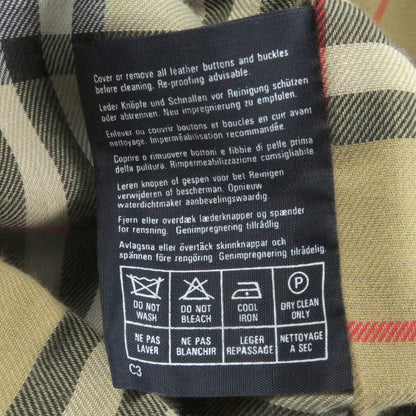 Cover or remove all leather buttons and buckles
before cleaning. Re-proofing advisable.
Leder Knöpfe und Schnallen vor Reinigung schützen
oder abtrennen. Neu impregnierung zu empfolen.
Enlever ou couvrir boutons et boucles en cuir avant
nettoyage. Imperméabilisation recommandée.
Coprire o rimuovere bottoni e fibbie di pelle prima
della pulitura. Rimpermeabilizzazione consigliabile
Leren knopen of gespen voor bet Reinigen
verwijderen of bescherman. Opnieuw
waterdichtmaker aanbevelingswaardig.
Fjern eller overdæk læderknapper og spænder
for rensning. Genimpregnering tilrådlig
Avlagsna eller övertäck skinnknappar och
spännen före rengöring. Genimpregnering tilrådelig.
P
DO NOT WASH
DO NOT BLEACH
COOL IRON
DRY CLEAN ONLY
NE PAS LAVER
NE PAS BLANCHIR
LEGER REPASSAGE
NETTOYAGE A SEC
C3